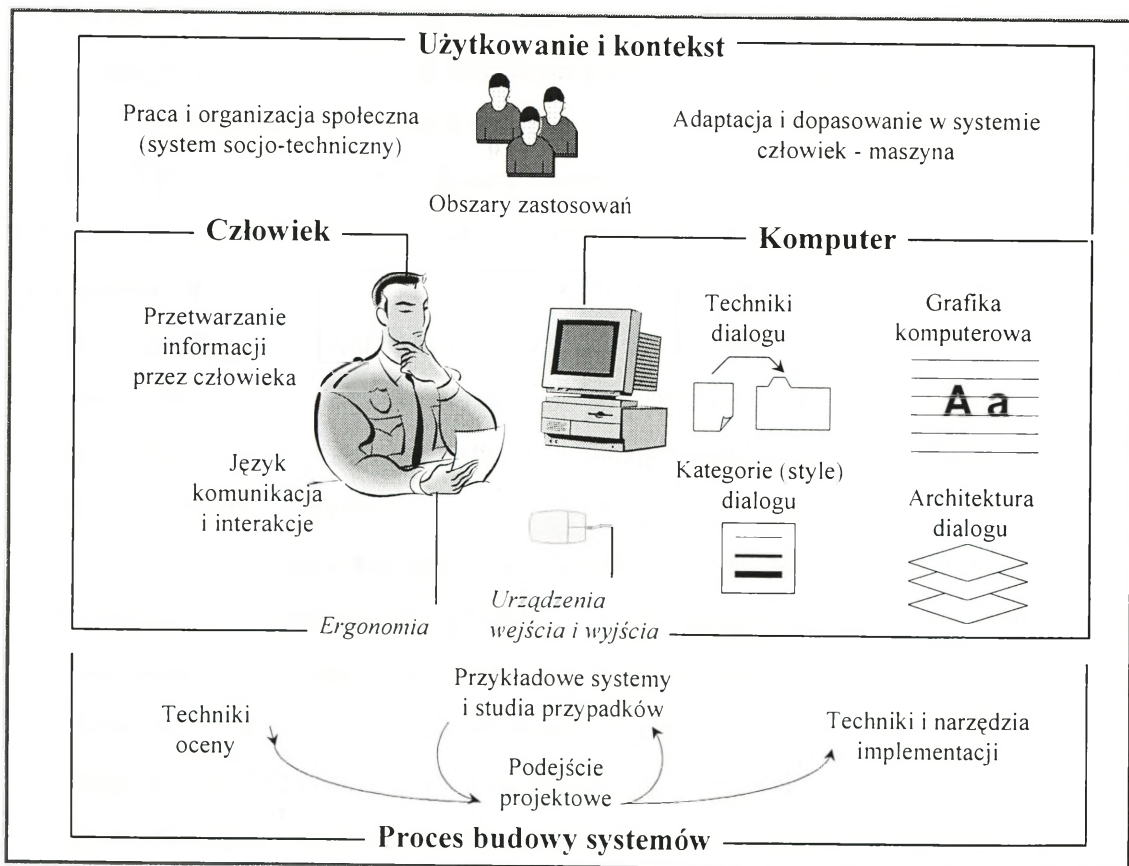 Użytkowanie i kontekst
Praca i organizacja społeczna
(system socjo-techniczny)
Adaptacja i dopasowanie w systemie
człowiek - maszyna
Obszary zastosowań
Człowiek
Komputer
Przetwarzanie
informacji
przez człowieka
Język
komunikacja
i interakcje
Techniki
dialogu
Grafika
komputerowa
A a
Kategorie (style)
dialogu
Architektura
dialogu
Ergonomia
Urządzenia
wejścia i wyjścia
Przykładowe systemy
i studia przypadków
Techniki
oceny
Techniki i narzędzia
implementacji
Podejście
projektowe
Proces budowy systemów